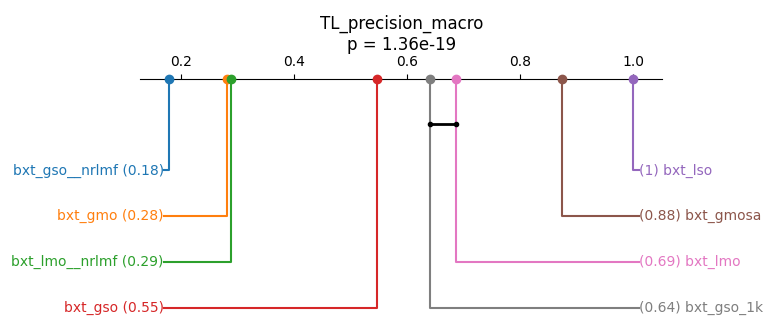 TL_precision_macro
p = 1.36e-19
0.2 0.4 0.6 0.8 1.0
bxt_gso__nrlmf (0.18)
(1) bxt_lso
bxt_gmo (0.28)
(0.88) bxt_gmosa
bxt_lmo__nrlmf (0.29)
(0.69) bxt_lmo
bxt_gso (0.55)
(0.64) bxt_gso_1k